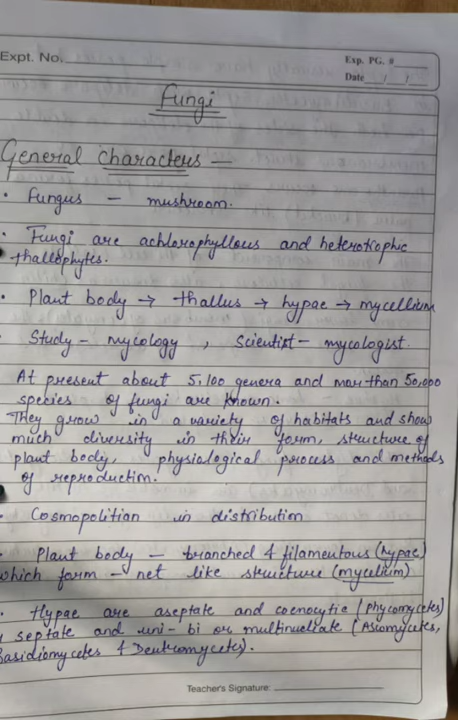 Expt. No.
Exp. PG. #
Date / /
Fungi
General characters –
• Fungus – mushroom.
• Fungi are achlorophyllous and heterotrophic
thallophytes.
• Plant body → thallus → hypae → mycellium
• Study – mycology , scientist – mycologist.
At present about 5,100 genera and more than 50,000
species of fungi are known.
They grow in a variety of habitats and show
much diversity in their form, structure of
plant body, physiological process and methods
of reproduction.
• Cosmopolition in distribution
• Plant body – branched & filamentous (hypae)
which form – net like structure (mycelium)
• Hypae are aseptate and coenocytic (Phycomycetes)
septate and uni-bi or multinucliate (Ascomycetes,
Basidiomycetes & Deutromycetes).
Teacher's Signature: